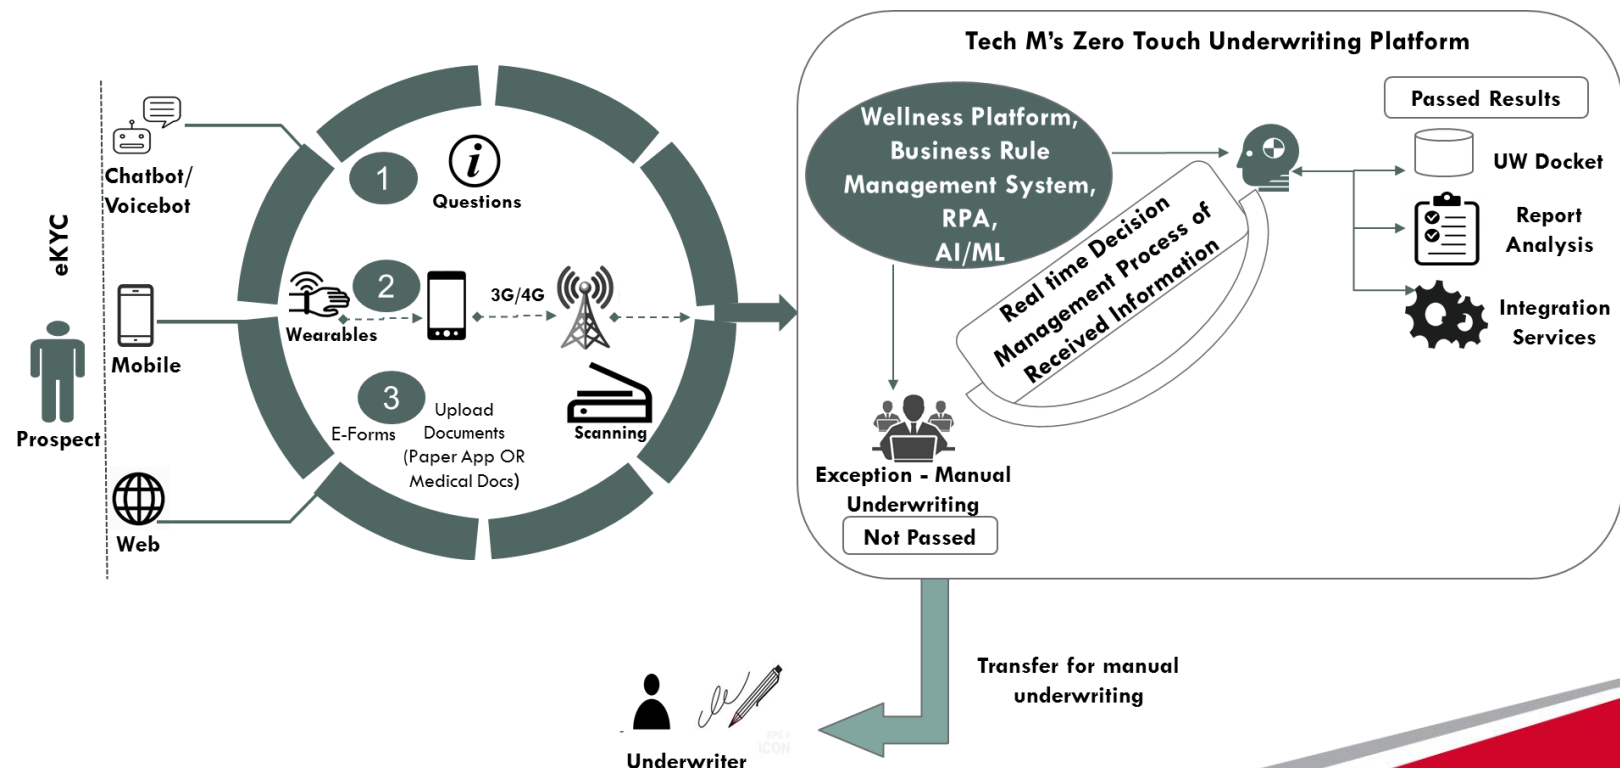 Tech M's Zero Touch Underwriting Platform
eKYC
Prospect
Chatbot/
Voicebot
Mobile
Web
1
Questions
2
Wearables
3G/4G
3
E-Forms
Upload
Documents
(Paper App OR
Medical Docs)
Scanning
Wellness Platform,
Business Rule
Management System,
RPA,
AI/ML
Real time Decision
Management Process of
Received Information
Passed Results
UW Docket
Report
Analysis
Integration
Services
Exception - Manual
Underwriting
Not Passed
Transfer for manual
underwriting
Underwriter
EPS 8
ICON